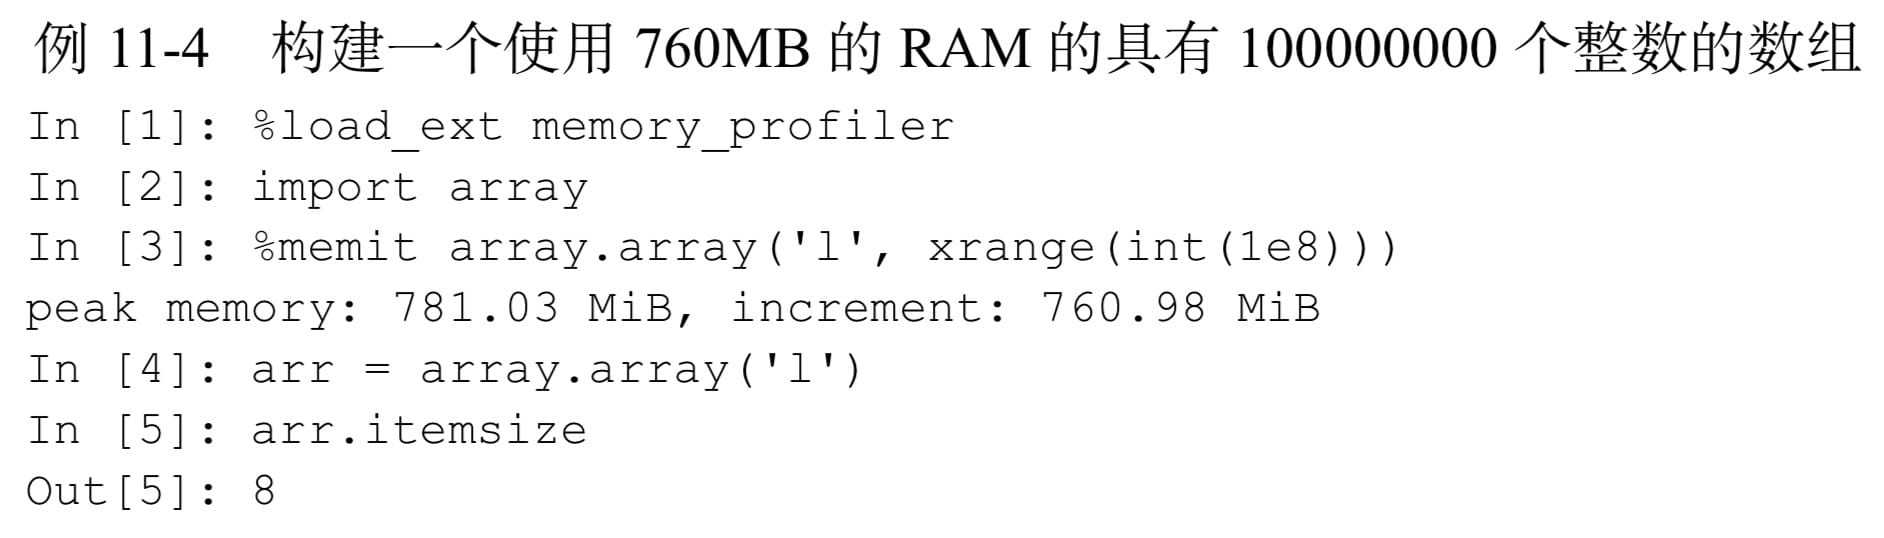 例 11-4 构建一个使用 760MB 的 RAM 的具有 100000000 个整数的数组
In [1]: %load_ext memory_profiler
In [2]: import array
In [3]: %memit array.array('l', xrange(int(1e8)))
peak memory: 781.03 MiB, increment: 760.98 MiB
In [4]: arr = array.array('l')
In [5]: arr.itemsize
Out[5]: 8